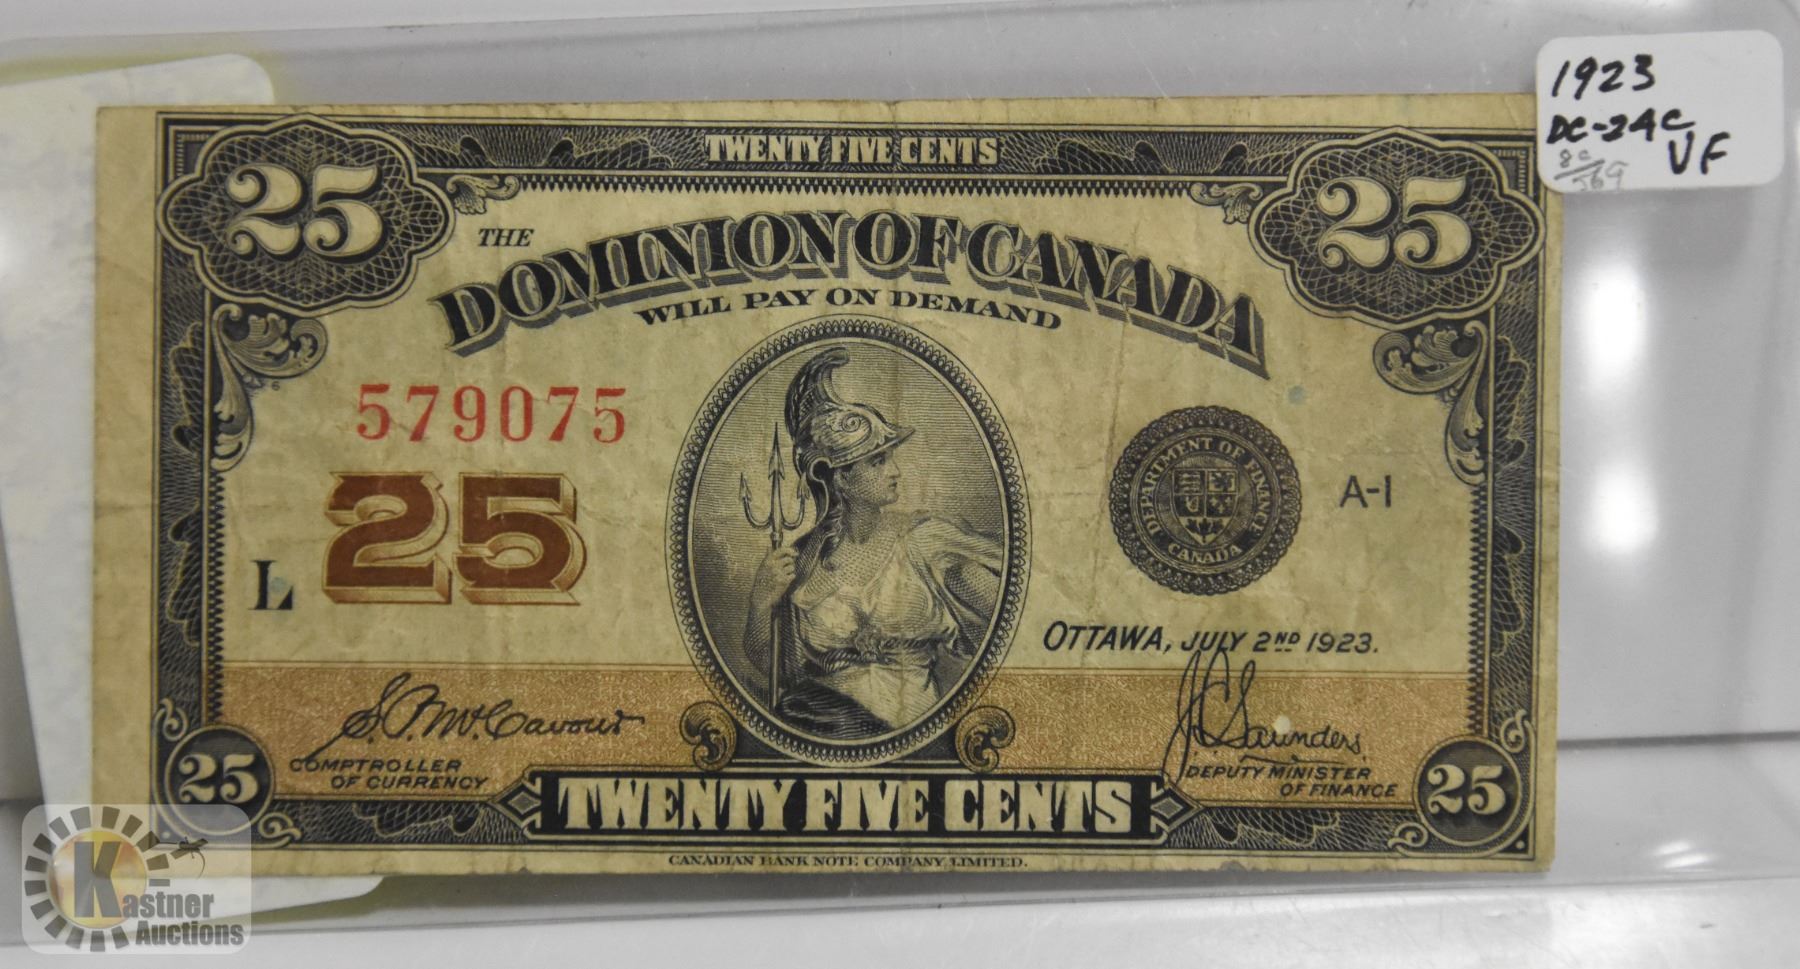 1923
DC-24C
VF
TWENTY FIVE CENTS
25
25
THE
DOMINION OF CANADA
WILL PAY ON DEMAND
579075
25
L
DEPARTMENT OF FINANCE
CANADA
A-1
OTTAWA, JULY 2ND 1923.
COMPTROLLER
OF CURRENCY
J.C. Saunders
DEPUTY MINISTER
OF FINANCE
25
25
TWENTY FIVE CENTS
CANADIAN BANK NOTE COMPANY, LIMITED.
Kastner
Auctions